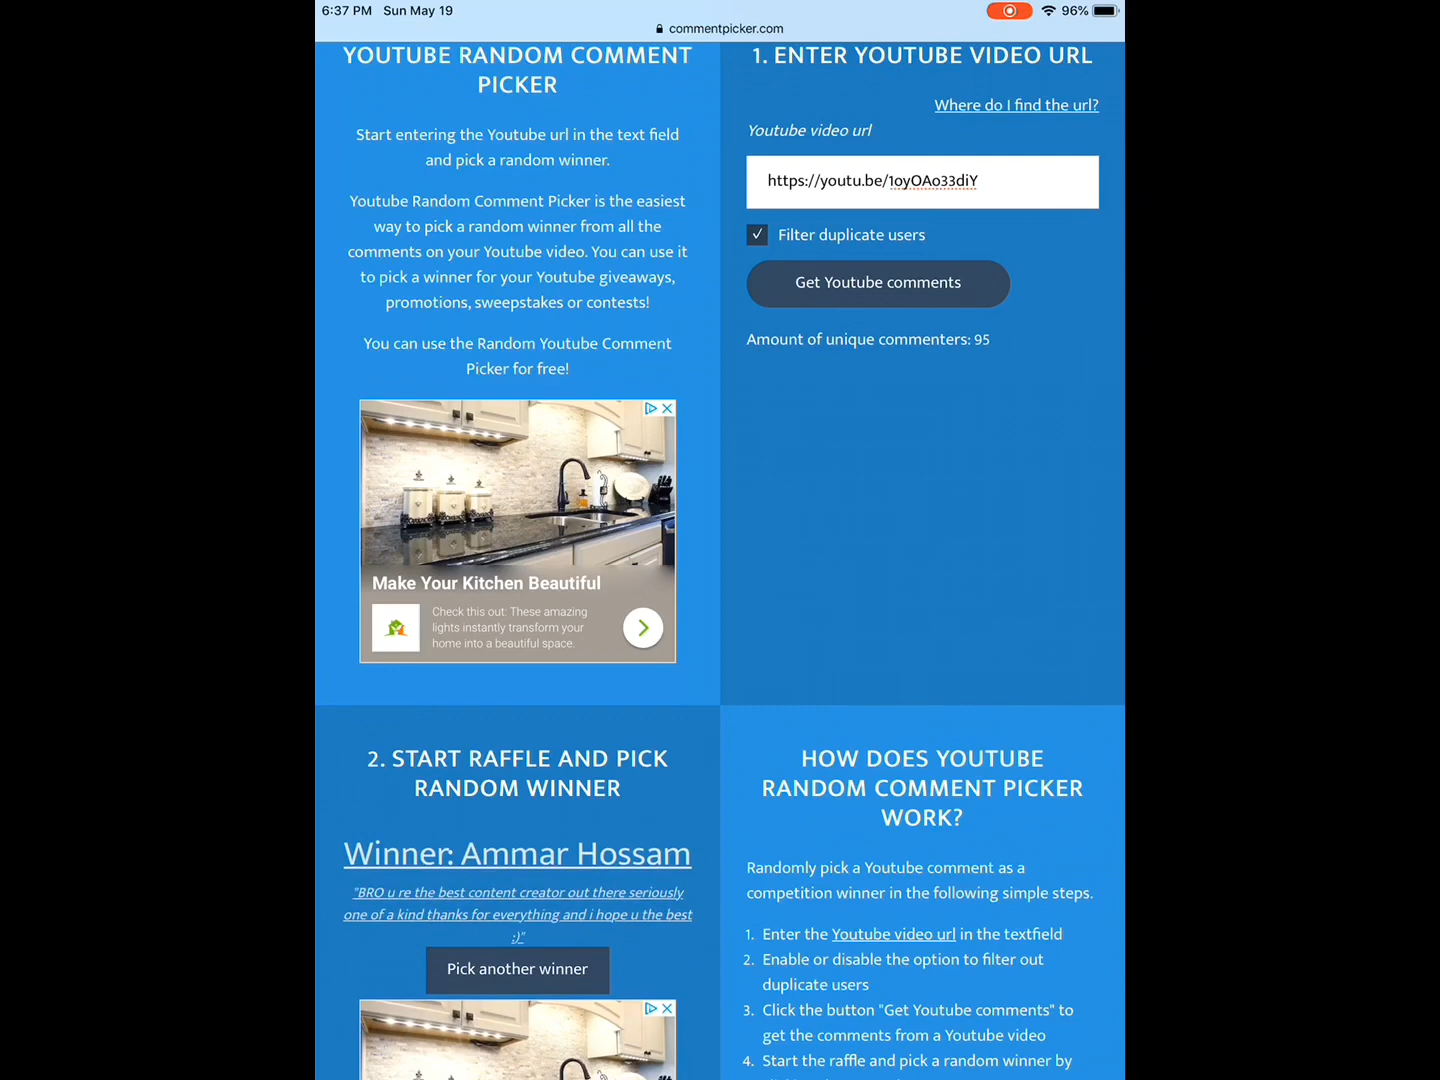 6:37 PM Sun May 19
96%
commentpicker.com
YOUTUBE RANDOM COMMENT
PICKER
Start entering the Youtube url in the text field
and pick a random winner.
Youtube Random Comment Picker is the easiest
way to pick a random winner from all the
comments on your Youtube video. You can use it
to pick a winner for your Youtube giveaways,
promotions, sweepstakes or contests!
You can use the Random Youtube Comment
Picker for free!
Make Your Kitchen Beautiful
Check this out: These amazing
lights instantly transform your
home into a beautiful space.
1. ENTER YOUTUBE VIDEO URL
Where do I find the url?
Youtube video url
https://youtu.be/1oyOAo33diY
Filter duplicate users
Get Youtube comments
Amount of unique commenters: 95
2. START RAFFLE AND PICK
RANDOM WINNER
Winner: Ammar Hossam
"BRO u re the best content creator out there seriously
one of a kind thanks for everything and i hope u the best
:)"
Pick another winner
HOW DOES YOUTUBE
RANDOM COMMENT PICKER
WORK?
Randomly pick a Youtube comment as a
competition winner in the following simple steps.
1. Enter the Youtube video url in the textfield
2. Enable or disable the option to filter out
duplicate users
3. Click the button "Get Youtube comments" to
get the comments from a Youtube video
4. Start the raffle and pick a random winner by